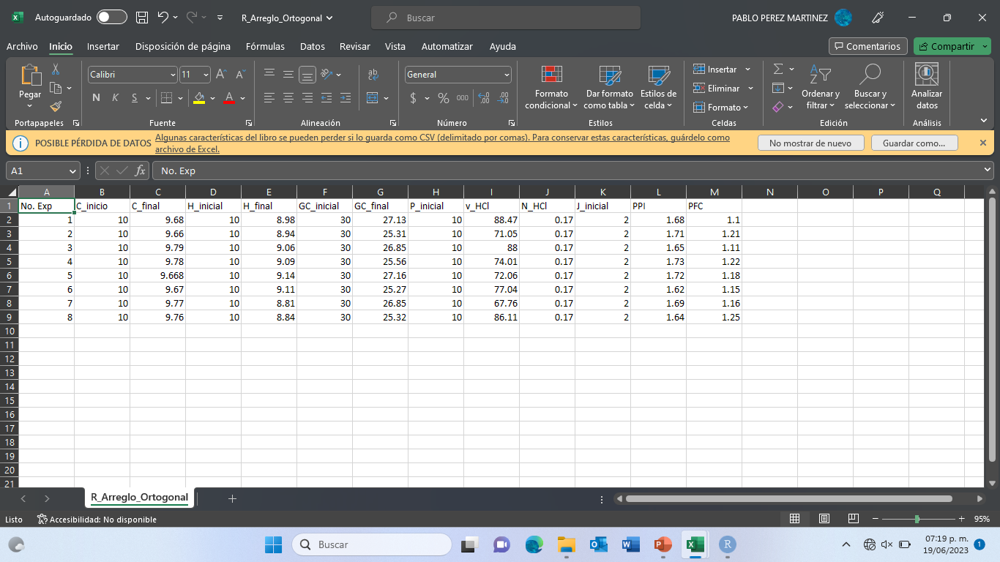 Autoguardado R_Arreglo_Ortogonal Buscar PABLO PEREZ MARTINEZ
Archivo Inicio Insertar Disposición de página Fórmulas Datos Revisar Vista Automatizar Ayuda Comentarios Compartir
Pegar Calibri 11 A A General Formato condicional Dar formato como tabla Estilos de celda Insertar Eliminar Formato Ordenar y filtrar Buscar y seleccionar Analizar datos
N K S A $ % 000
Portapapeles Fuente Alineación Número Estilos Celdas Edición Análisis
POSIBLE PÉRDIDA DE DATOS Algunas características del libro se pueden perder si lo guarda como CSV (delimitado por comas). Para conservar estas características, guárdelo como
archivo de Excel. No mostrar de nuevo Guardar como...
A1 fx No. Exp
A B C D E F G H I J K L M N O P Q
1 No. Exp C_inicio C_final H_inicial H_final GC_inicial GC_final P_inicial v_HCl N_HCl J_inicial PPI PFC
2 1 10 9.68 10 8.98 30 27.13 10 88.47 0.17 2 1.68 1.1
3 2 10 9.66 10 8.94 30 25.31 10 71.05 0.17 2 1.71 1.21
4 3 10 9.79 10 9.06 30 26.85 10 88 0.17 2 1.65 1.11
5 4 10 9.78 10 9.09 30 25.56 10 74.01 0.17 2 1.73 1.22
6 5 10 9.668 10 9.14 30 27.16 10 72.06 0.17 2 1.72 1.18
7 6 10 9.67 10 9.11 30 25.27 10 77.04 0.17 2 1.62 1.15
8 7 10 9.77 10 8.81 30 26.85 10 67.76 0.17 2 1.69 1.16
9 8 10 9.76 10 8.84 30 25.32 10 86.11 0.17 2 1.64 1.25
10
11
12
13
14
15
16
17
18
19
20
21
R_Arreglo_Ortogonal
Listo Accesibilidad: No disponible 95%
Buscar 07:19 p. m.
19/06/2023 1